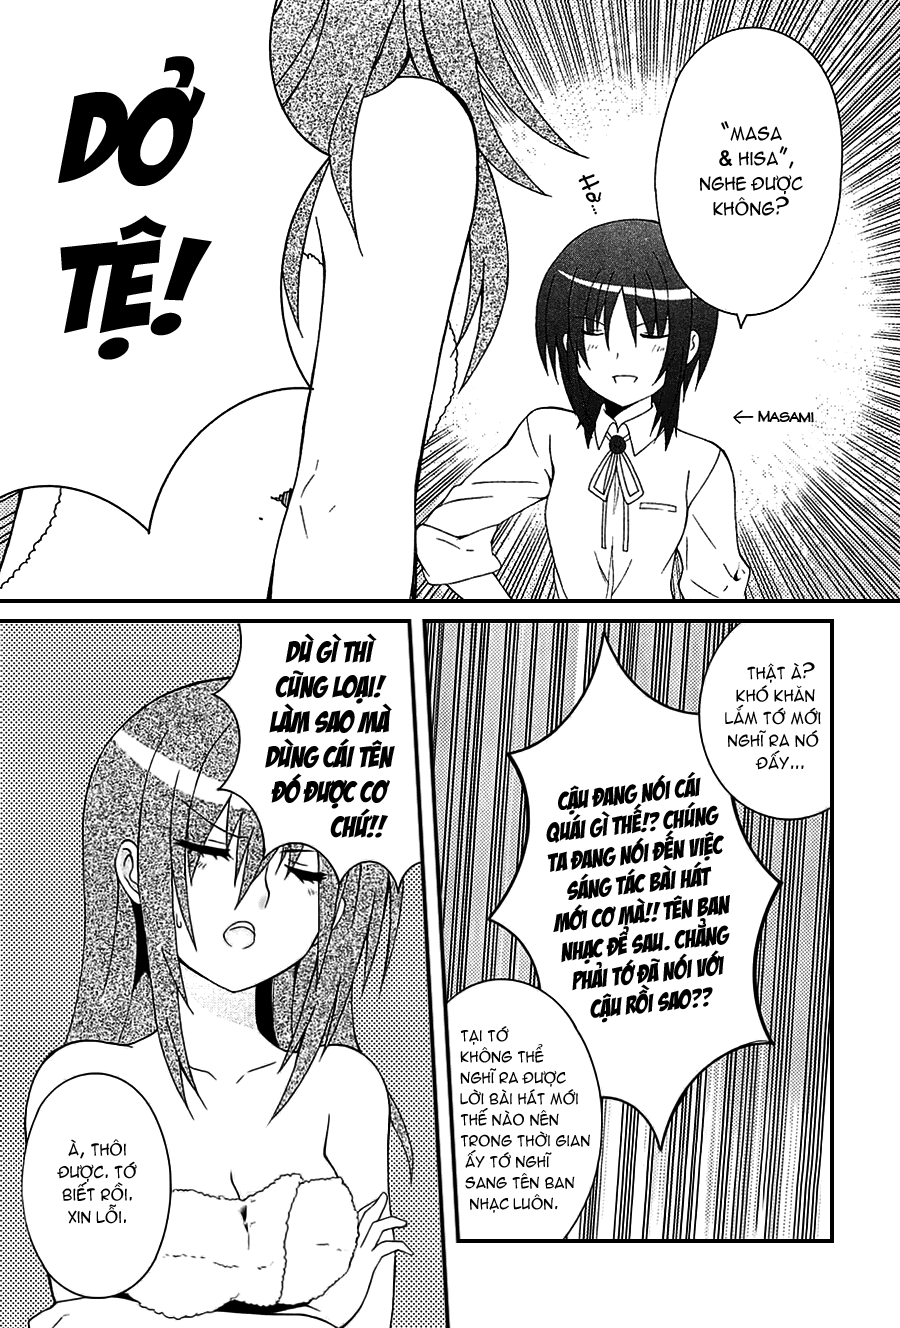 "MASA
& HISA",
NGHE ĐƯỢC
KHÔNG?
← MASAMI
DỞ
TỆ!
THẬT À?
KHÓ KHĂN
LẮM TỚ MỚI
NGHĨ RA NÓ
ĐẤY...
CẬU ĐANG NÓI CÁI
QUÁI GÌ THẾ!? CHÚNG
TA ĐANG NÓI ĐẾN VIỆC
SÁNG TÁC BÀI HÁT
MỚI CƠ MÀ!! TÊN BAN
NHẠC ĐỂ SAU. CHẲNG
PHẢI TỚ ĐÃ NÓI VỚI
CẬU RỒI SAO??
TẠI TỚ
KHÔNG THỂ
NGHĨ RA ĐƯỢC
LỜI BÀI HÁT MỚI
THẾ NÀO NÊN
TRONG THỜI GIAN
ẤY TỚ NGHĨ
SANG TÊN BAN
NHẠC LUÔN.
DÙ GÌ THÌ
CŨNG LOẠI!
LÀM SAO MÀ
DÙNG CÁI TÊN
ĐÓ ĐƯỢC CƠ
CHỨ!!
À, THÔI
ĐƯỢC. TỚ
BIẾT RỒI.
XIN LỖI.